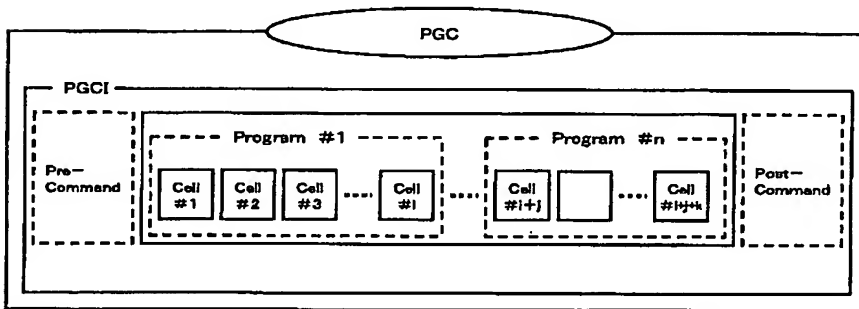 PGC
PGCI
Program #1
Program #n
Pre-
Command
Cell
#1
Cell
#2
Cell
#3
Cell
#i
Cell
#i+j
Cell
#i+j+k
Post-
Command